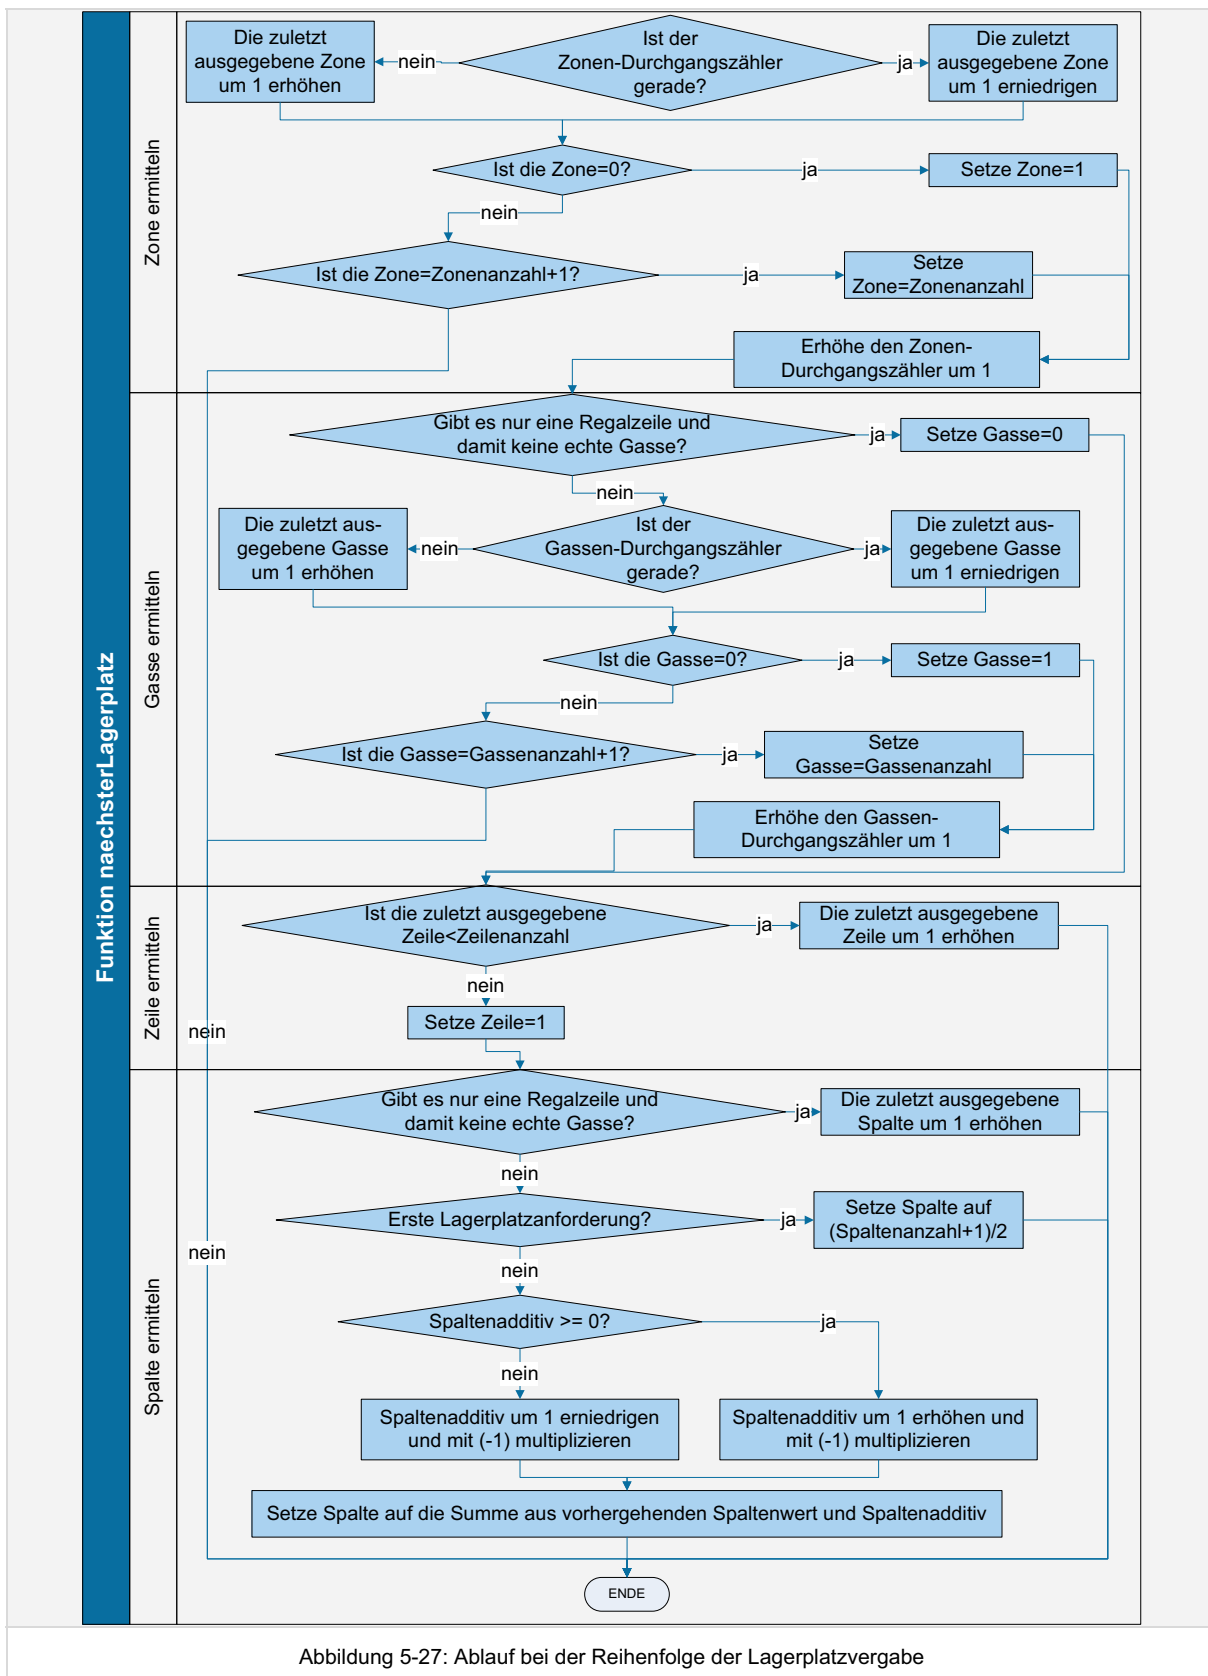 Funktion naechsterLagerplatz
Zone ermitteln
Die zuletzt
ausgegebene Zone
um 1 erhöhen
nein
Ist der
Zonen-Durchgangszähler
gerade?
ja
Die zuletzt
ausgegebene Zone
um 1 erniedrigen
Ist die Zone=0?
ja
Setze Zone=1
nein
Ist die Zone=Zonenanzahl+1?
ja
Setze
Zone=Zonenanzahl
Erhöhe den Zonen-
Durchgangszähler um 1
Gasse ermitteln
Gibt es nur eine Regalzeile und
damit keine echte Gasse?
ja
Setze Gasse=0
nein
Die zuletzt aus-
gegebene Gasse
um 1 erhöhen
nein
Ist der
Gassen-Durchgangszähler
gerade?
ja
Die zuletzt aus-
gegebene Gasse
um 1 erniedrigen
Ist die Gasse=0?
ja
Setze Gasse=1
nein
Ist die Gasse=Gassenanzahl+1?
ja
Setze
Gasse=Gassenanzahl
Erhöhe den Gassen-
Durchgangszähler um 1
Zeile ermitteln
Ist die zuletzt ausgegebene
Zeile<Zeilenanzahl
ja
Die zuletzt ausgegebene
Zeile um 1 erhöhen
nein
Setze Zeile=1
nein
Spalte ermitteln
Gibt es nur eine Regalzeile und
damit keine echte Gasse?
ja
Die zuletzt ausgegebene
Spalte um 1 erhöhen
nein
Erste Lagerplatzanforderung?
ja
Setze Spalte auf
(Spaltenanzahl+1)/2
nein
nein
Spaltenadditiv >= 0?
ja
nein
Spaltenadditiv um 1 erniedrigen
und mit (-1) multiplizieren
Spaltenadditiv um 1 erhöhen und
mit (-1) multiplizieren
Setze Spalte auf die Summe aus vorhergehenden Spaltenwert und Spaltenadditiv
ENDE
Abbildung 5-27: Ablauf bei der Reihenfolge der Lagerplatzvergabe